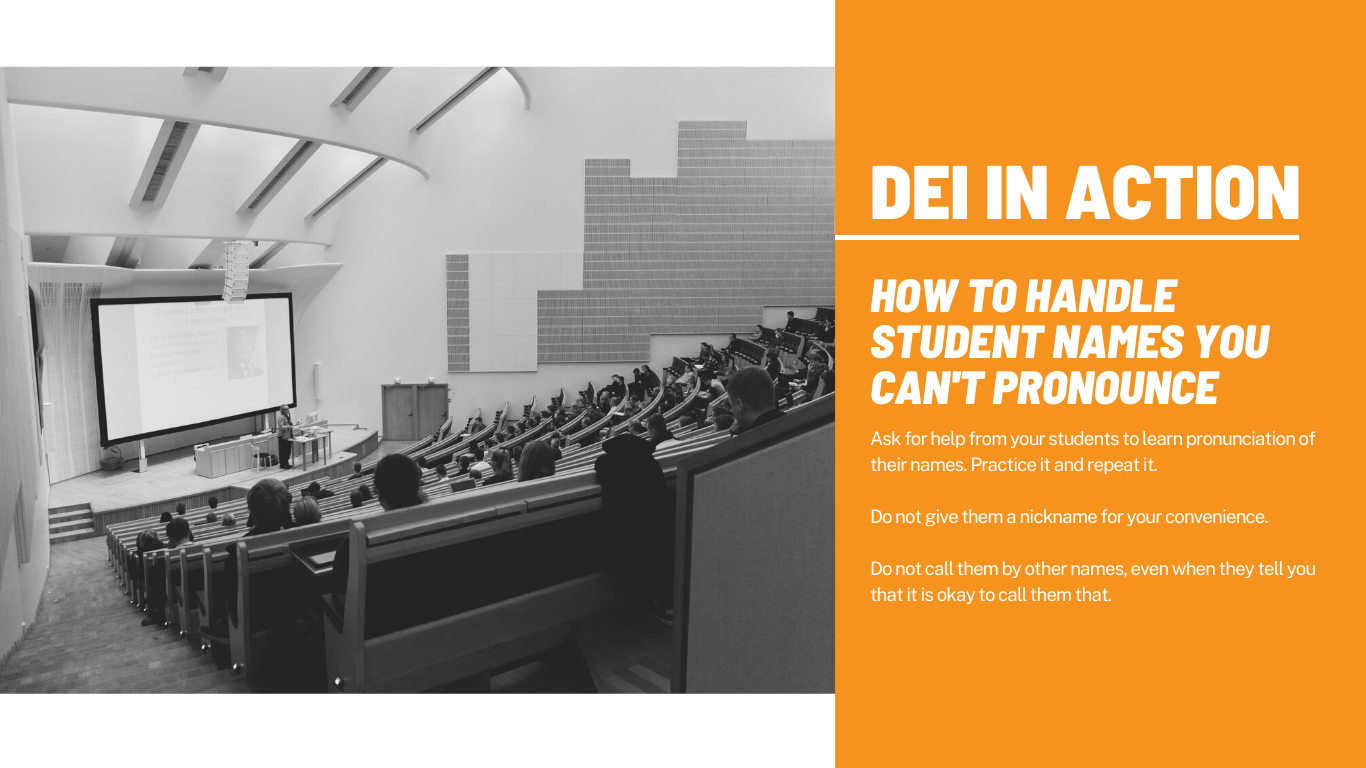 DEI IN ACTION
HOW TO HANDLE
STUDENT NAMES YOU
CAN'T PRONOUNCE
Ask for help from your students to learn pronunciation of
their names. Practice it and repeat it.
Do not give them a nickname for your convenience.
Do not call them by other names, even when they tell you
that it is okay to call them that.